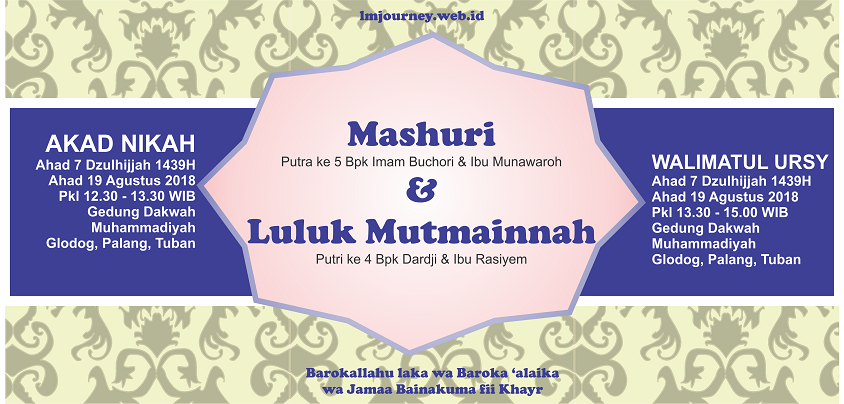 lmjourney.web.id
AKAD NIKAH
Ahad 7 Dzulhijjah 1439H
Ahad 19 Agustus 2018
Pkl 12.30 - 13.30 WIB
Gedung Dakwah
Muhammadiyah
Glodog, Palang, Tuban
Mashuri
Putra ke 5 Bpk Imam Buchori & Ibu Munawaroh
&
Luluk Mutmainnah
Putri ke 4 Bpk Dardji & Ibu Rasiyem
WALIMATUL URSY
Ahad 7 Dzulhijjah 1439H
Ahad 19 Agustus 2018
Pkl 13.30 - 15.00 WIB
Gedung Dakwah
Muhammadiyah
Glodog, Palang, Tuban
Barokallahu laka wa Baroka ‘alaika
wa Jamaa Bainakuma fii Khayr